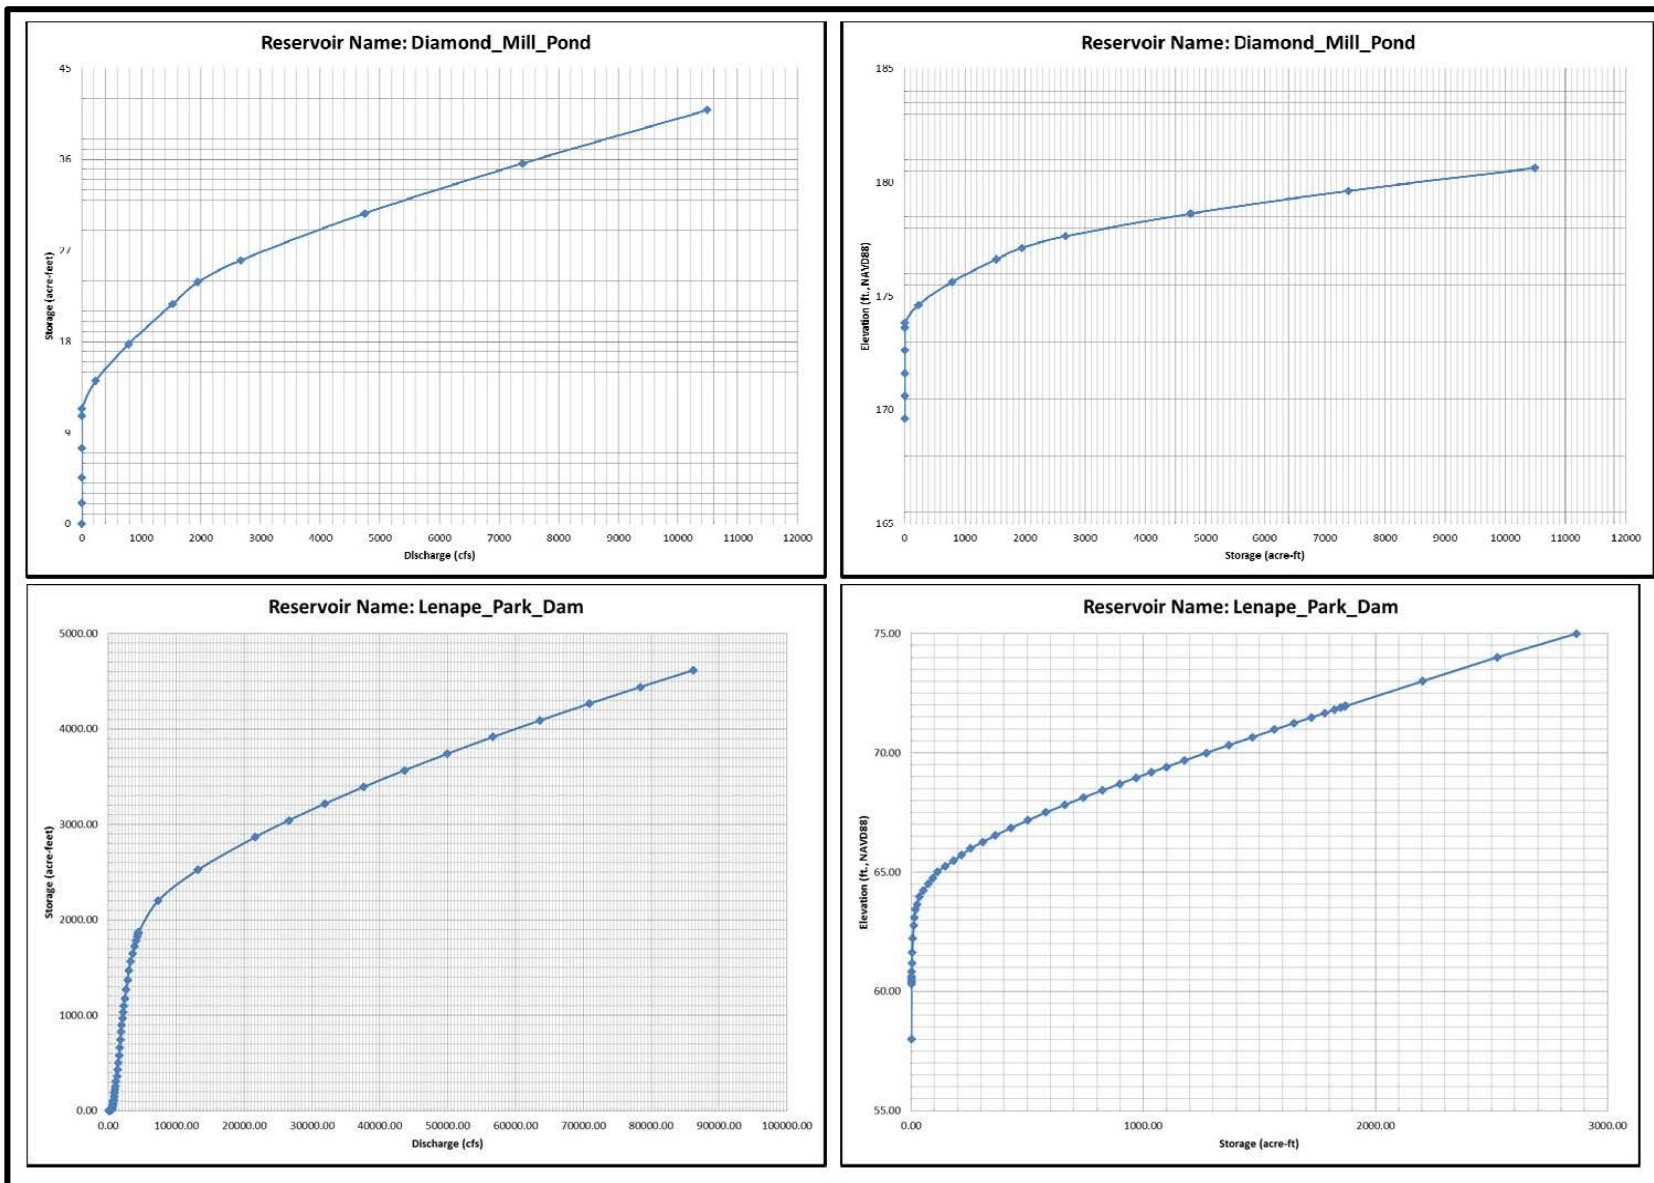 Reservoir Name: Diamond_Mill_Pond
45
36
27
18
9
0
Storage (acre-feet)
0 1000 2000 3000 4000 5000 6000 7000 8000 9000 10000 11000 12000
Discharge (cfs)
Reservoir Name: Diamond_Mill_Pond
185
180
175
170
165
Elevation (ft., NAVD88)
0 1000 2000 3000 4000 5000 6000 7000 8000 9000 10000 11000 12000
Storage (acre-ft)
Reservoir Name: Lenape_Park_Dam
5000.00
4000.00
3000.00
2000.00
1000.00
0.00
Storage (acre-feet)
0.00 10000.00 20000.00 30000.00 40000.00 50000.00 60000.00 70000.00 80000.00 90000.00 100000.00
Discharge (cfs)
Reservoir Name: Lenape_Park_Dam
75.00
70.00
65.00
60.00
55.00
Elevation (ft., NAVD88)
0.00 1000.00 2000.00 3000.00
Storage (acre-ft)